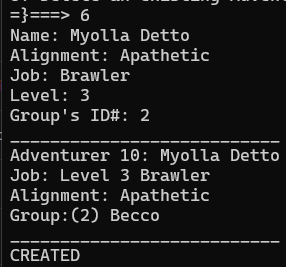 =}===> 6
Name: Myolla Detto
Alignment: Apathetic
Job: Brawler
Level: 3
Group's ID#: 2
___________________________
Adventurer 10: Myolla Detto
Job: Level 3 Brawler
Alignment: Apathetic
Group:(2) Becco
___________________________
CREATED